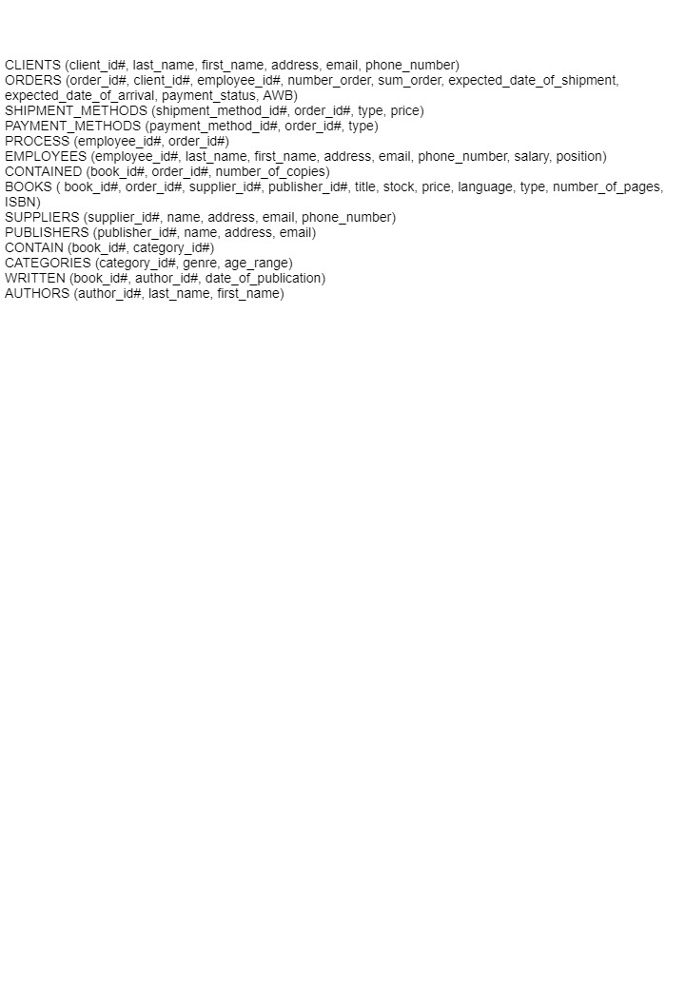 CLIENTS (client_id#, last_name, first_name, address, email, phone_number)
ORDERS (order_id#, client_id#, employee_id#, number_order, sum_order, expected_date_of_shipment,
expected_date_of_arrival, payment_status, AWB)
SHIPMENT_METHODS (shipment_method_id#, order_id#, type, price)
PAYMENT_METHODS (payment_method_id#, order_id#, type)
PROCESS (employee_id#, order_id#)
EMPLOYEES (employee_id#, last_name, first_name, address, email, phone_number, salary, position)
CONTAINED (book_id#, order_id#, number_of_copies)
BOOKS ( book_id#, order_id#, supplier_id#, publisher_id#, title, stock, price, language, type, number_of_pages,
ISBN)
SUPPLIERS (supplier_id#, name, address, email, phone_number)
PUBLISHERS (publisher_id#, name, address, email)
CONTAIN (book_id#, category_id#)
CATEGORIES (category_id#, genre, age_range)
WRITTEN (book_id#, author_id#, date_of_publication)
AUTHORS (author_id#, last_name, first_name)